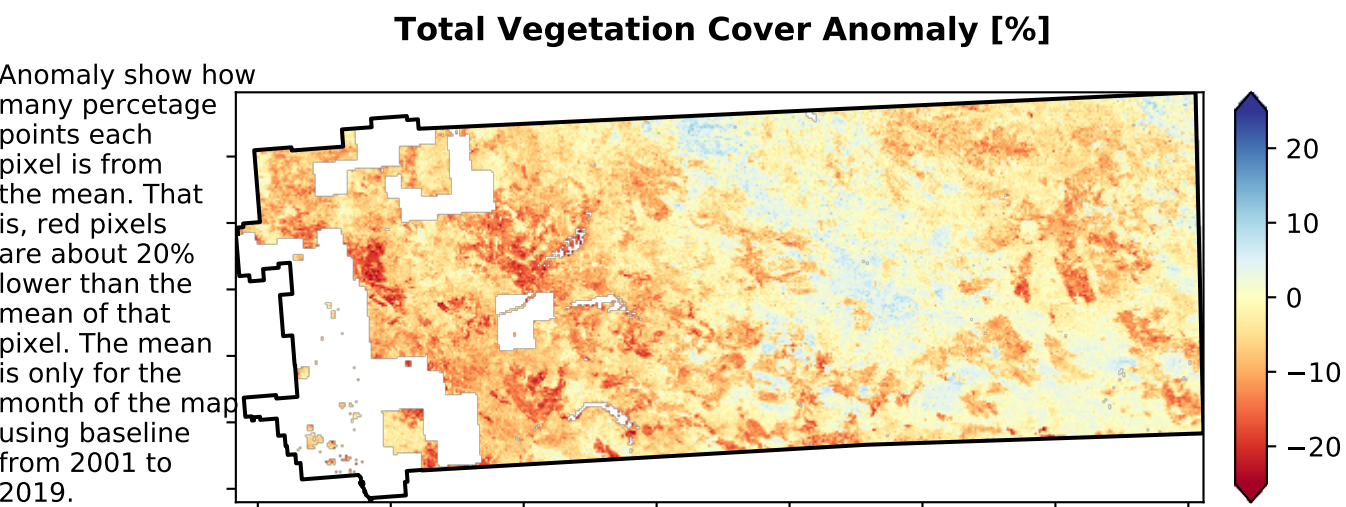 Total Vegetation Cover Anomaly [%]
Anomaly show how
many percetage
points each
pixel is from
the mean. That
is, red pixels
are about 20%
lower than the
mean of that
pixel. The mean
is only for the
month of the map
using baseline
from 2001 to
2019.
20
10
0
−10
−20